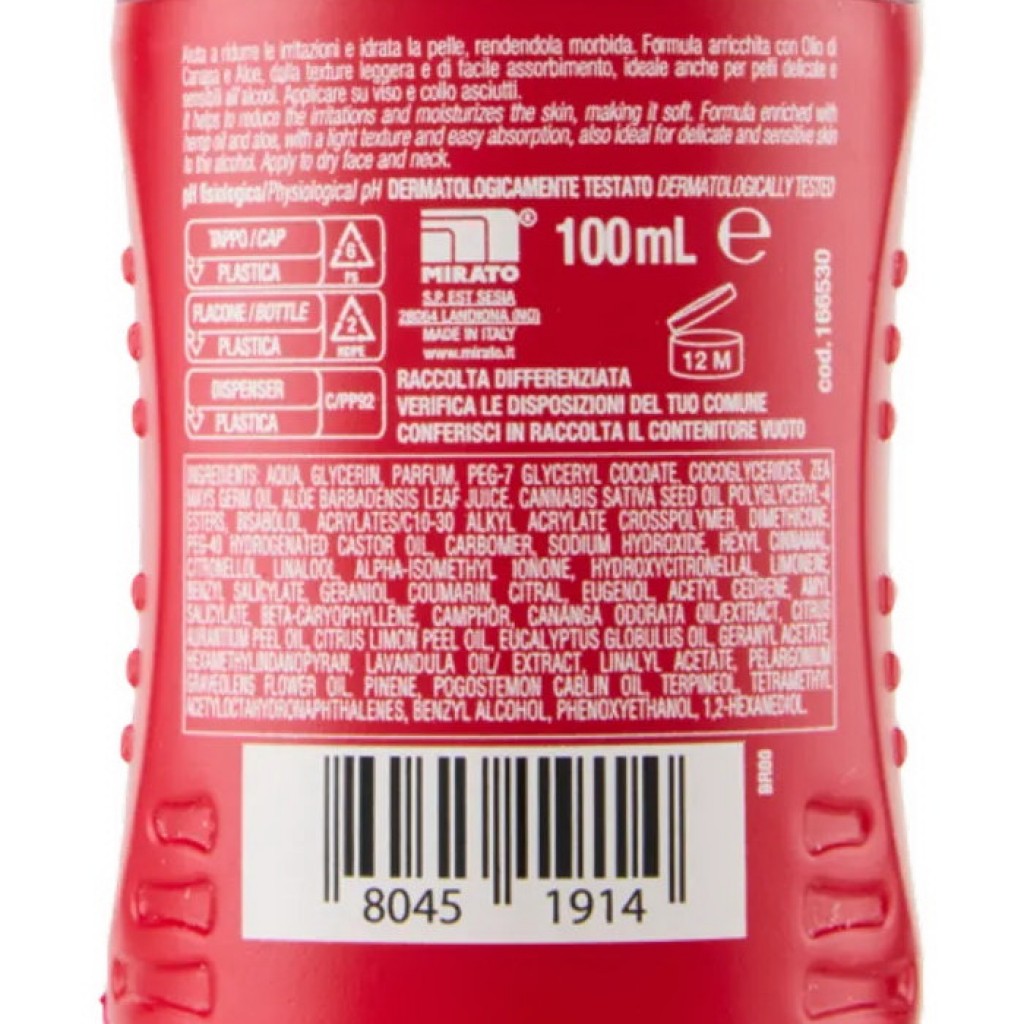 Aiuta a ridurre le irritazioni e idrata la pelle, rendendola morbida. Formula arricchita con Olio di
Canapa e Aloe, dalla texture leggera e di facile assorbimento, ideale anche per pelli delicate e
sensibili all'alcool. Applicare su viso e collo asciutti.
It helps to reduce the irritations and moisturizes the skin, making it soft. Formula enriched with
hemp oil and aloe, with a light texture and easy absorption, also ideal for delicate and sensitive skin
to the alcohol. Apply to dry face and neck.
pH fisiologico/Physiological pH DERMATOLOGICAMENTE TESTATO DERMATOLOGICALLY TESTED
TAPPO/CAP
PLASTICA
6
PS
FLACONE/BOTTLE
PLASTICA
2
HDPE
DISPENSER
PLASTICA
C/PP92
MIRATO®
S.P. EST SESIA
28064 LANDIONA (NO)
MADE IN ITALY
www.mirato.it
100mL ℮
12 M
cod. 166530
RACCOLTA DIFFERENZIATA
VERIFICA LE DISPOSIZIONI DEL TUO COMUNE
CONFERISCI IN RACCOLTA IL CONTENITORE VUOTO
INGREDIENTS: AQUA, GLYCERIN, PARFUM, PEG-7 GLYCERYL COCOATE, COCOGLYCERIDES, ZEA
MAYS GERM OIL, ALOE BARBADENSIS LEAF JUICE, CANNABIS SATIVA SEED OIL POLYGLYCERYL-4
ESTERS, BISABOLOL, ACRYLATES/C10-30 ALKYL ACRYLATE CROSSPOLYMER, DIMETHICONE,
PEG-40 HYDROGENATED CASTOR OIL, CARBOMER, SODIUM HYDROXIDE, HEXYL CINNAMAL,
CITRONELLOL, LINALOOL, ALPHA-ISOMETHYL IONONE, HYDROXYCITRONELLAL, LIMONENE,
BENZYL SALICYLATE, GERANIOL, COUMARIN, CITRAL, EUGENOL, ACETYL CEDRENE, AMYL
SALICYLATE, BETA-CARYOPHYLLENE, CAMPHOR, CANANGA ODORATA OIL/EXTRACT, CITRUS
AURANTIUM PEEL OIL, CITRUS LIMON PEEL OIL, EUCALYPTUS GLOBULUS OIL, GERANYL ACETATE,
HEXAMETHYLINDANOPYRAN, LAVANDULA OIL/ EXTRACT, LINALYL ACETATE, PELARGONIUM
GRAVEOLENS FLOWER OIL, PINENE, POGOSTEMON CABLIN OIL, TERPINEOL, TETRAMETHYL
ACETYLOCTAHYDRONAPHTHALENES, BENZYL ALCOHOL, PHENOXYETHANOL, 1,2-HEXANEDIOL.
BR00
8045 1914